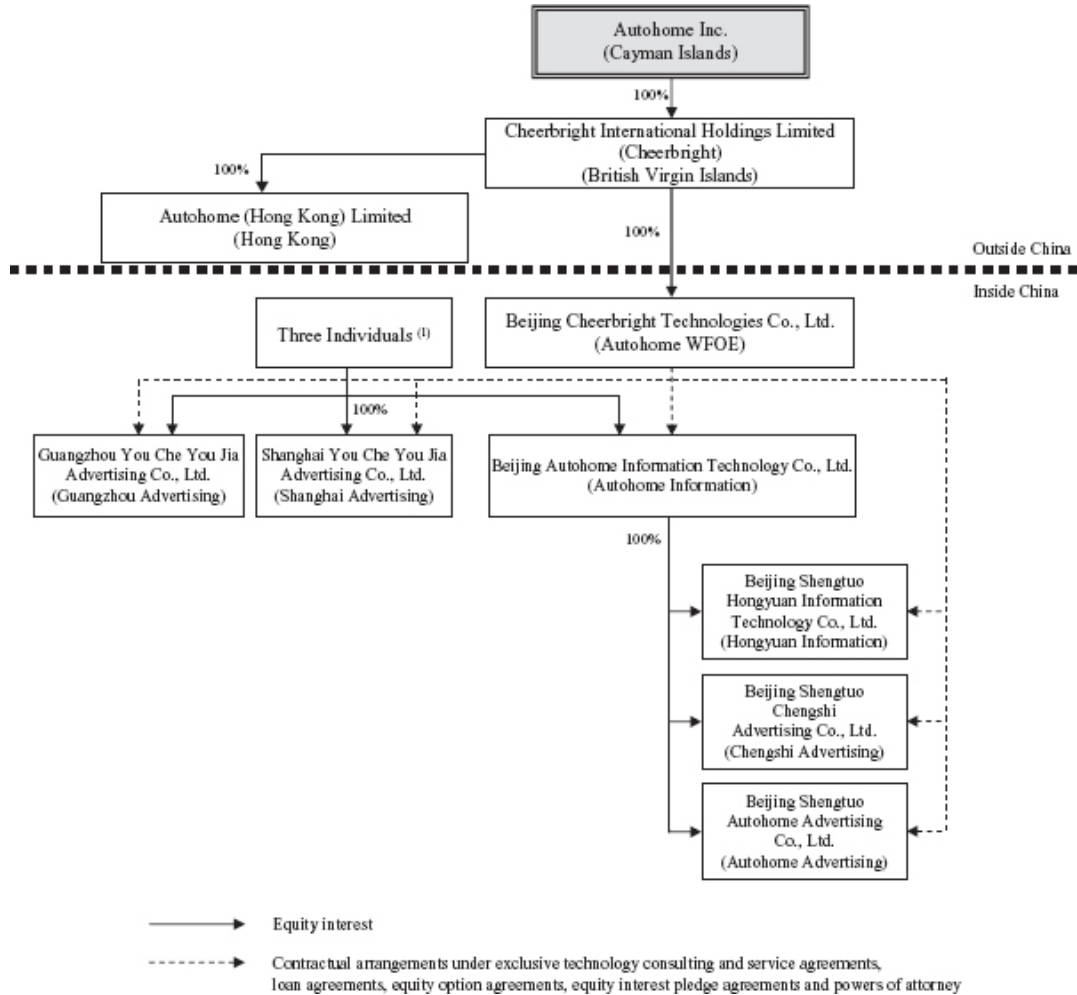 Autohome Inc.
(Cayman Islands)
100%
Cheerbright International Holdings Limited
(Cheerbright)
(British Virgin Islands)
100%
Autohome (Hong Kong) Limited
(Hong Kong)
100%
Outside China
Inside China
Three Individuals (1)
Beijing Cheerbright Technologies Co., Ltd.
(Autohome WFOE)
100%
Guangzhou You Che You Jia
Advertising Co., Ltd.
(Guangzhou Advertising)
Shanghai You Che You Jia
Advertising Co., Ltd.
(Shanghai Advertising)
Beijing Autohome Information Technology Co., Ltd.
(Autohome Information)
100%
Beijing Shengtuo
Hongyuan Information
Technology Co., Ltd.
(Hongyuan Information)
Beijing Shengtuo
Chengshi
Advertising Co., Ltd.
(Chengshi Advertising)
Beijing Shengtuo
Autohome Advertising
Co., Ltd.
(Autohome Advertising)
Equity interest
Contractual arrangements under exclusive technology consulting and service agreements,
loan agreements, equity option agreements, equity interest pledge agreements and powers of attorney